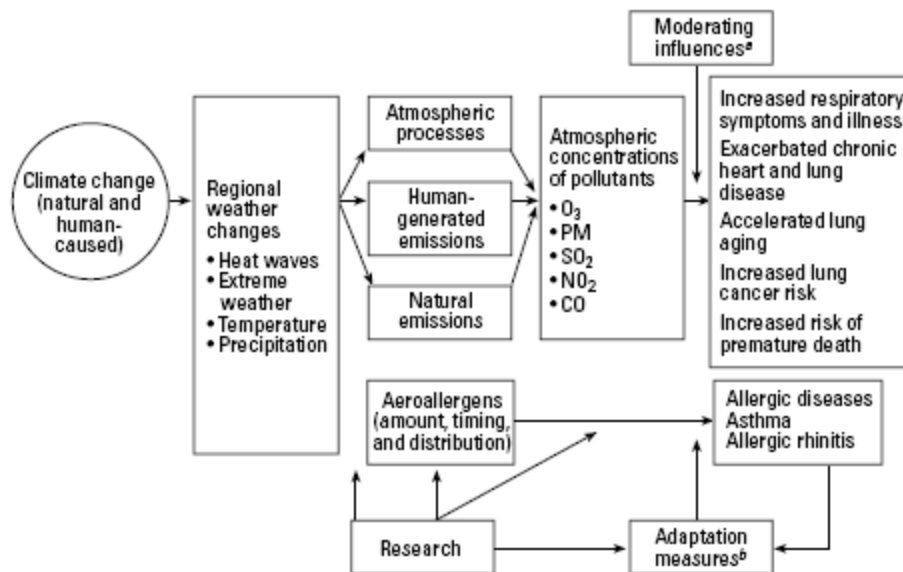 Moderating
influencesᵃ
Climate change
(natural and
human-
caused)
Regional
weather
changes
• Heat waves
• Extreme
weather
• Temperature
• Precipitation
Atmospheric
processes
Human-
generated
emissions
Natural
emissions
Atmospheric
concentrations
of pollutants
• O₃
• PM
• SO₂
• NO₂
• CO
Increased respiratory
symptoms and illness
Exacerbated chronic
heart and lung
disease
Accelerated lung
aging
Increased lung
cancer risk
Increased risk of
premature death
Aeroallergens
(amount, timing,
and distribution)
Allergic diseases
Asthma
Allergic rhinitis
Research
Adaptation
measuresᵇ